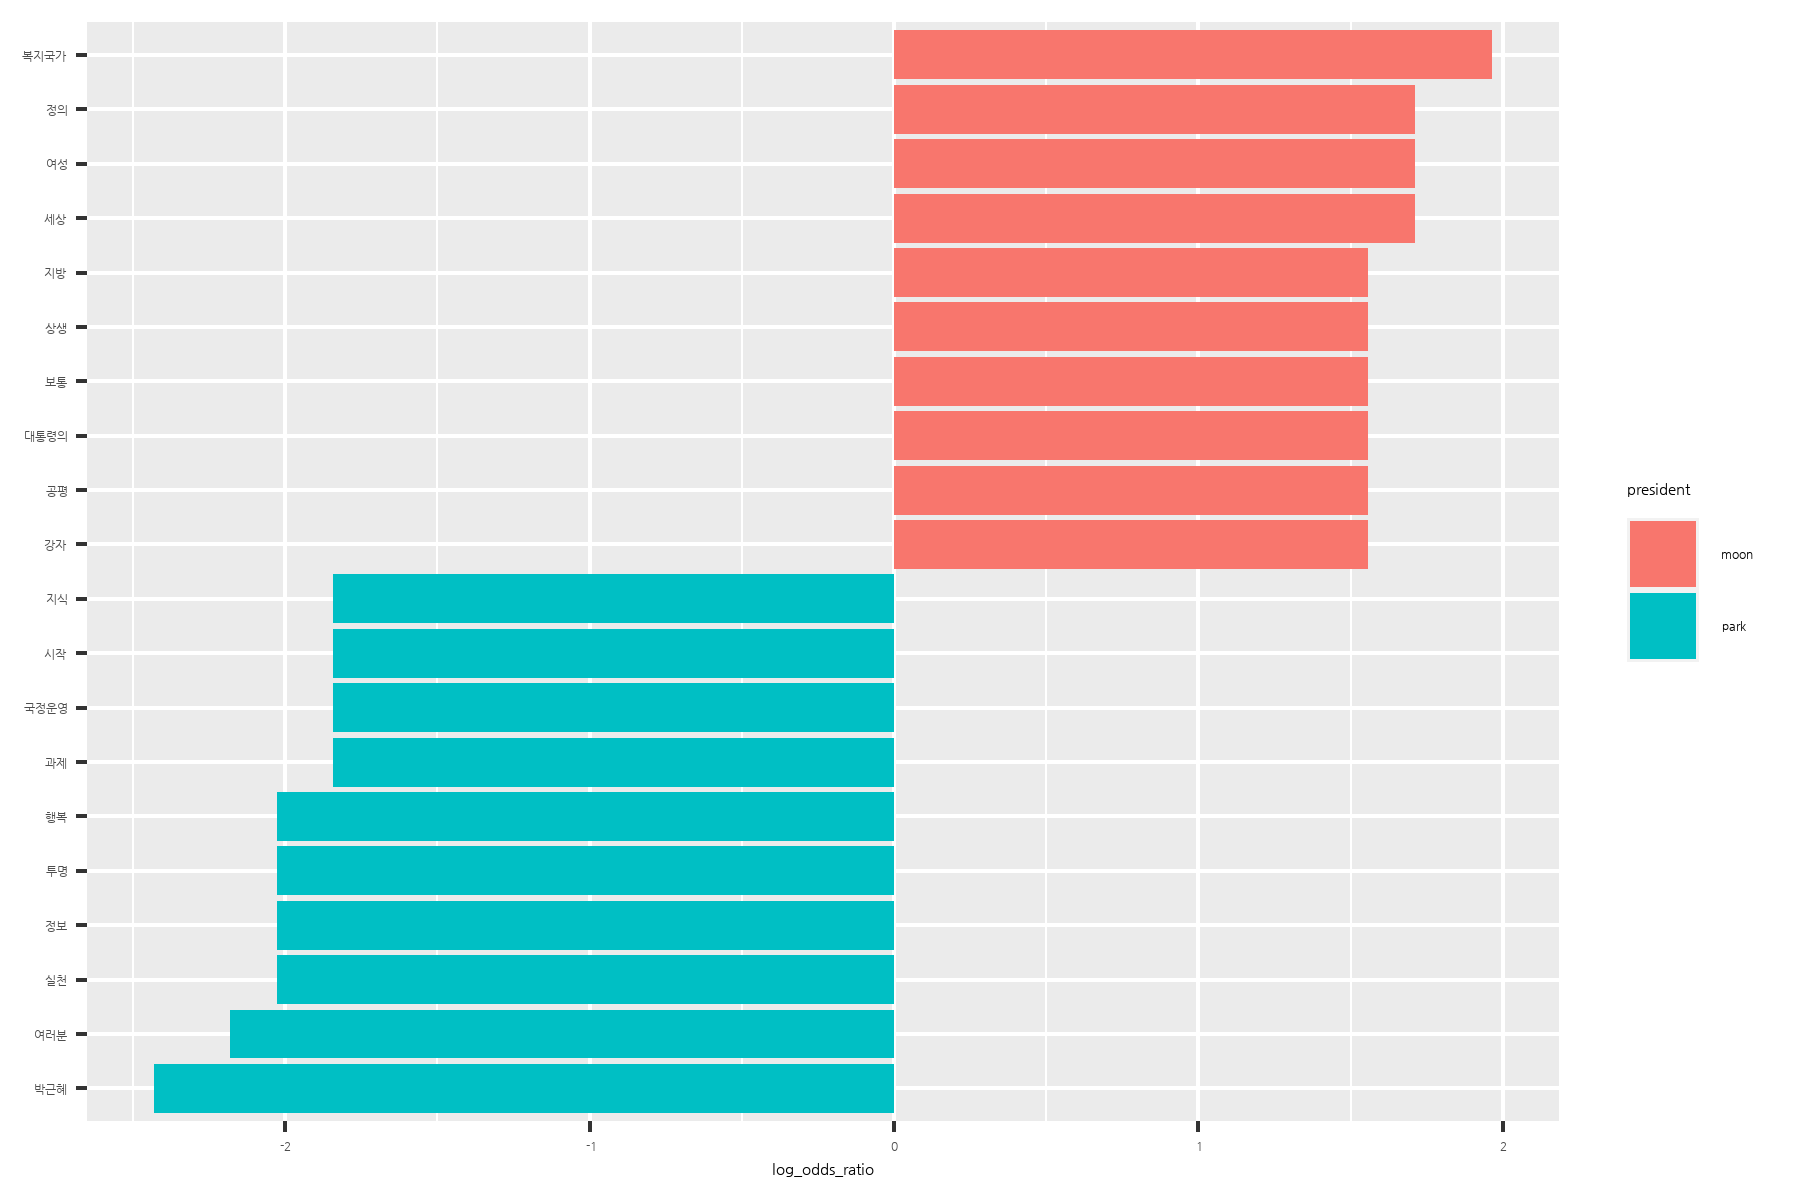 복지국가
정의
여성
세상
지방
상생
보통
대통령의
공평
강자
지식
시작
국정운영
과제
행복
투명
정보
실천
여러분
박근혜
-2
-1
0
1
2
log_odds_ratio
president
moon
park